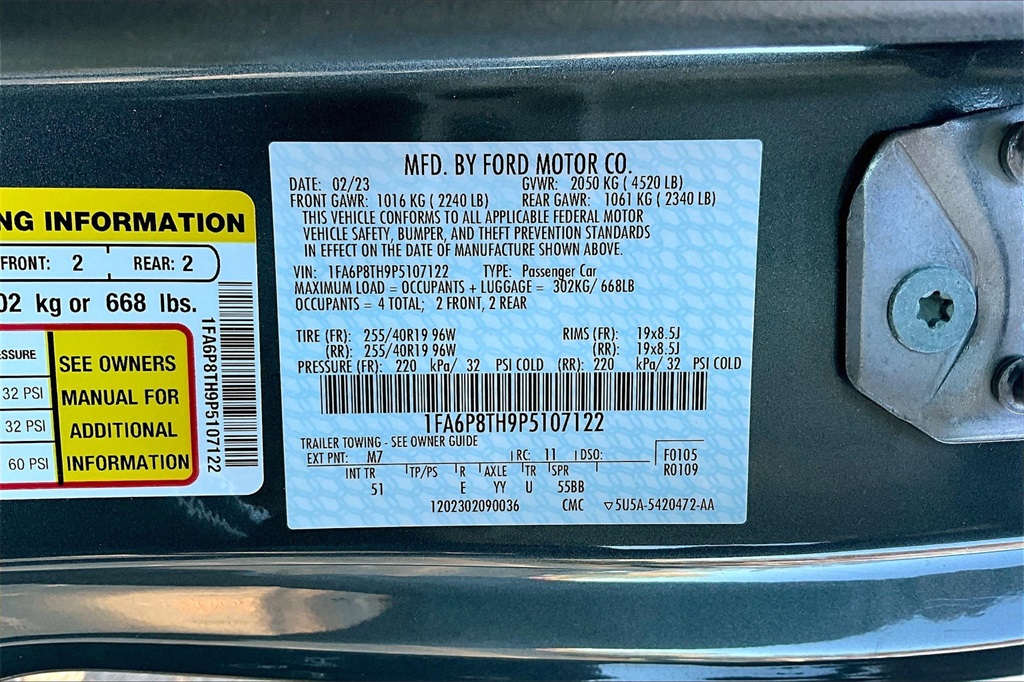 NG INFORMATION
FRONT: 2 REAR: 2
02 kg or 668 lbs.
SSURE
32 PSI
32 PSI
60 PSI
SEE OWNERS
MANUAL FOR
ADDITIONAL
INFORMATION
1FA6P8TH9P5107122
MFD. BY FORD MOTOR CO.
DATE: 02/23 GVWR: 2050 KG ( 4520 LB)
FRONT GAWR: 1016 KG ( 2240 LB) REAR GAWR: 1061 KG ( 2340 LB)
THIS VEHICLE CONFORMS TO ALL APPLICABLE FEDERAL MOTOR
VEHICLE SAFETY, BUMPER, AND THEFT PREVENTION STANDARDS
IN EFFECT ON THE DATE OF MANUFACTURE SHOWN ABOVE.
VIN: 1FA6P8TH9P5107122 TYPE: Passenger Car
MAXIMUM LOAD = OCCUPANTS + LUGGAGE = 302KG/ 668LB
OCCUPANTS = 4 TOTAL; 2 FRONT, 2 REAR
TIRE (FR): 255/40R19 96W RIMS (FR): 19x8.5J
(RR): 255/40R19 96W (RR): 19x8.5J
PRESSURE (FR): 220 kPa/ 32 PSI COLD (RR): 220 kPa/ 32 PSI COLD
1FA6P8TH9P5107122
TRAILER TOWING - SEE OWNER GUIDE
EXT PNT: M7 RC: 11 DSO: F0105
R0109
INT TR TP/PS R AXLE TR SPR
51 E YY U 55BB
1202302090036 CMC ▽5U5A-5420472-AA